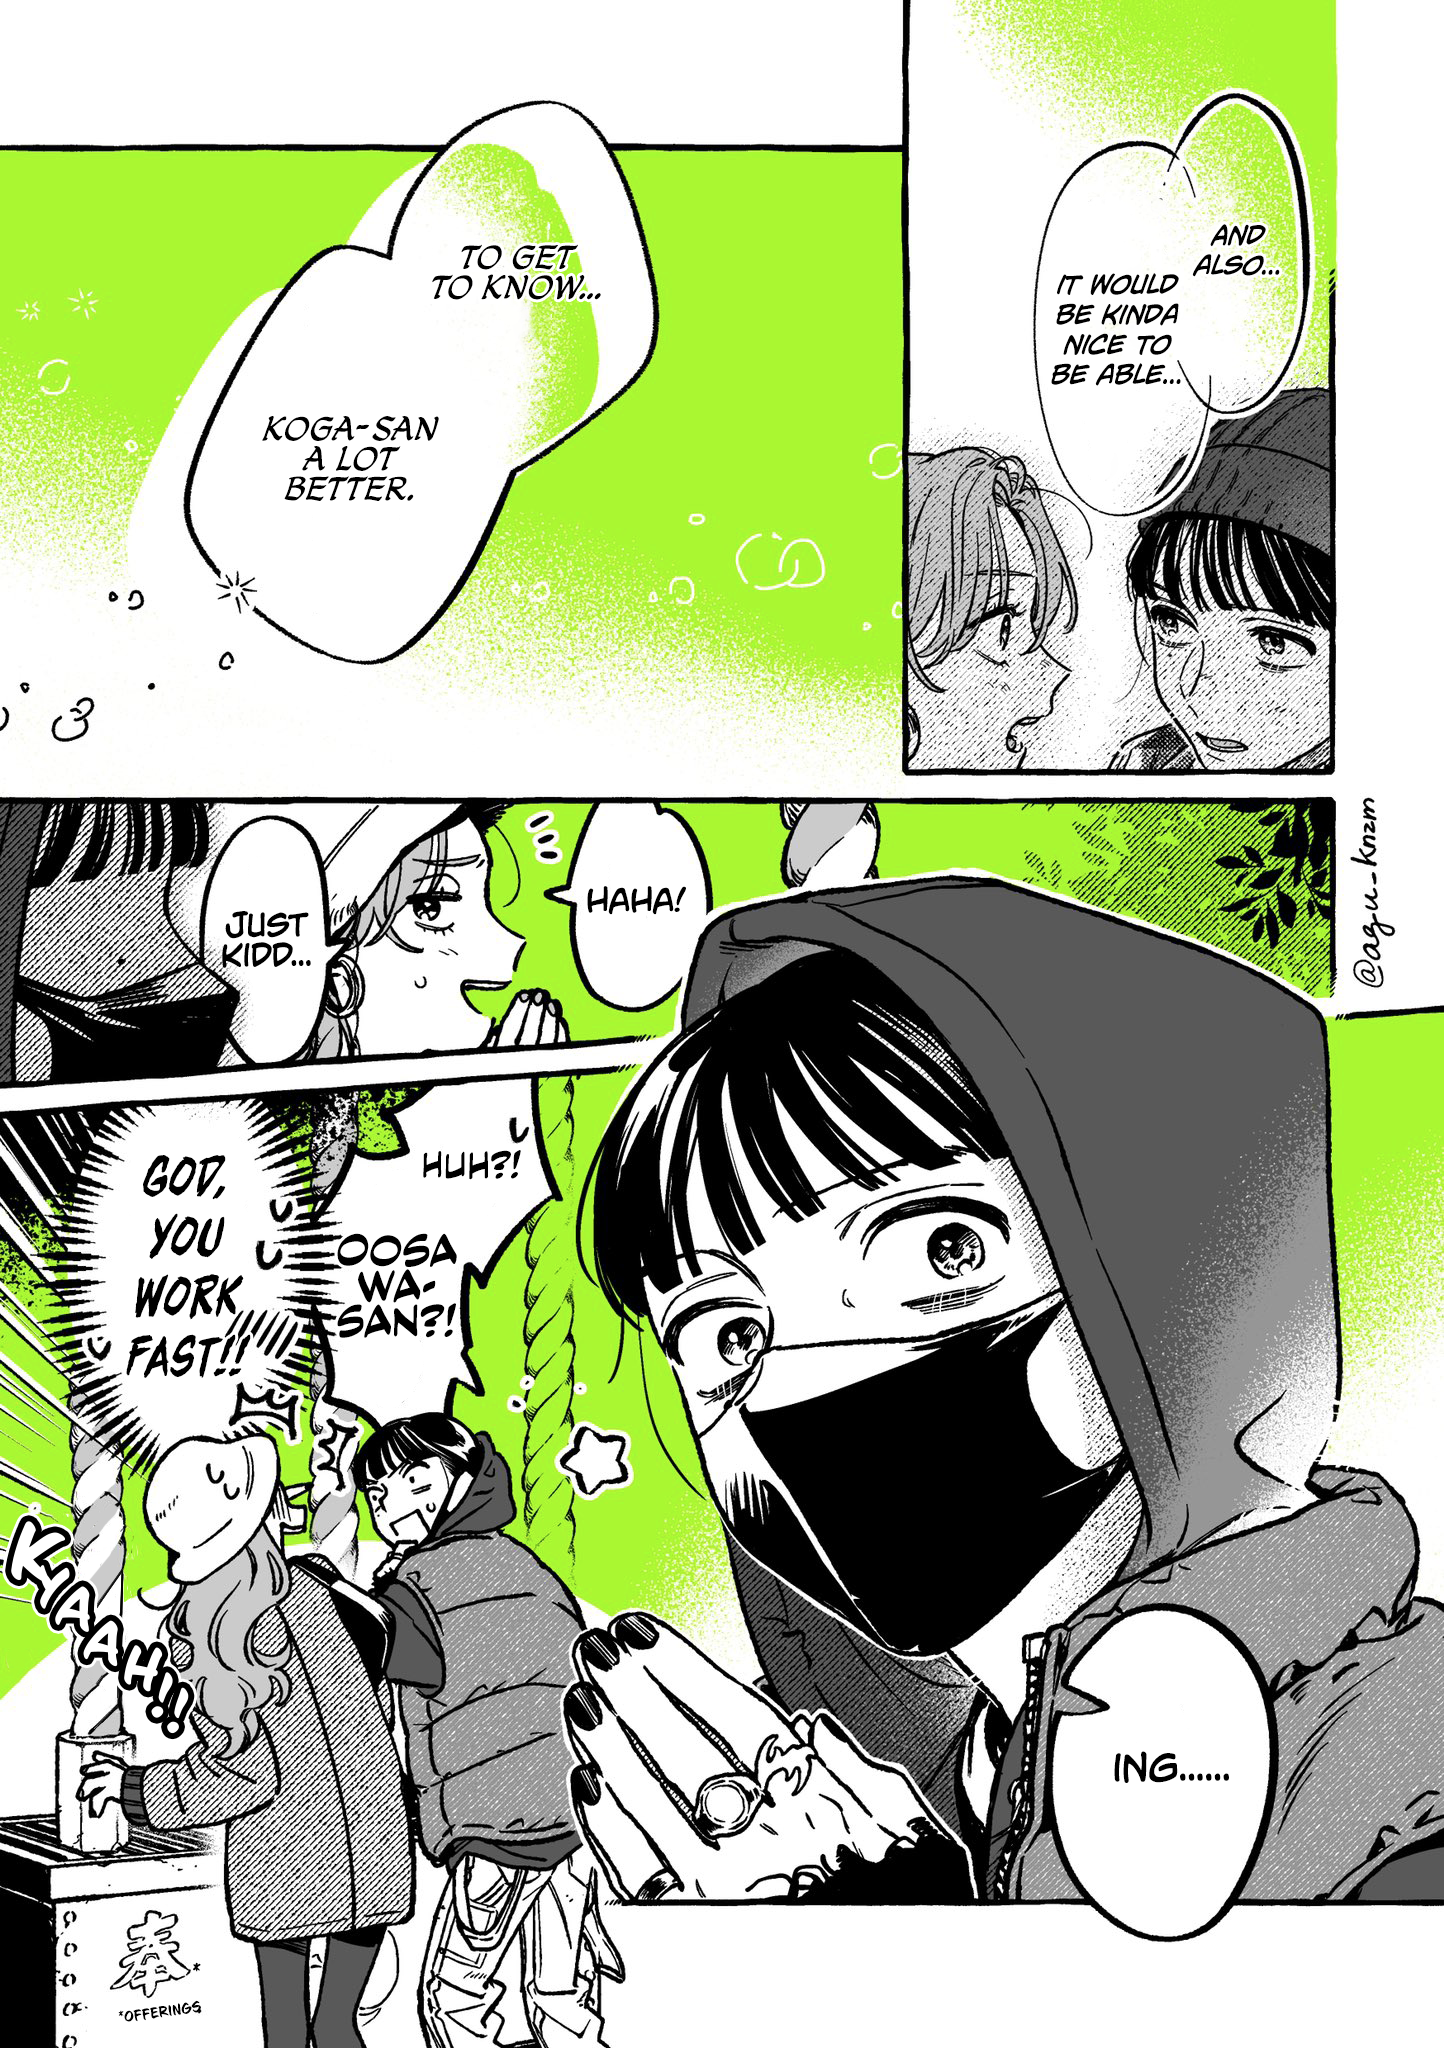 AND
ALSO...
IT WOULD
BE KINDA
NICE TO
BE ABLE...
TO GET
TO KNOW...
KOGA-SAN
A LOT
BETTER.
@agu_knzm
HAHA!
JUST
KIDD...
ING......
HUH?!
OOSA
WA-
SAN?!
GOD,
YOU
WORK
FAST!!
KIAAAH!!
奉*
*OFFERINGS